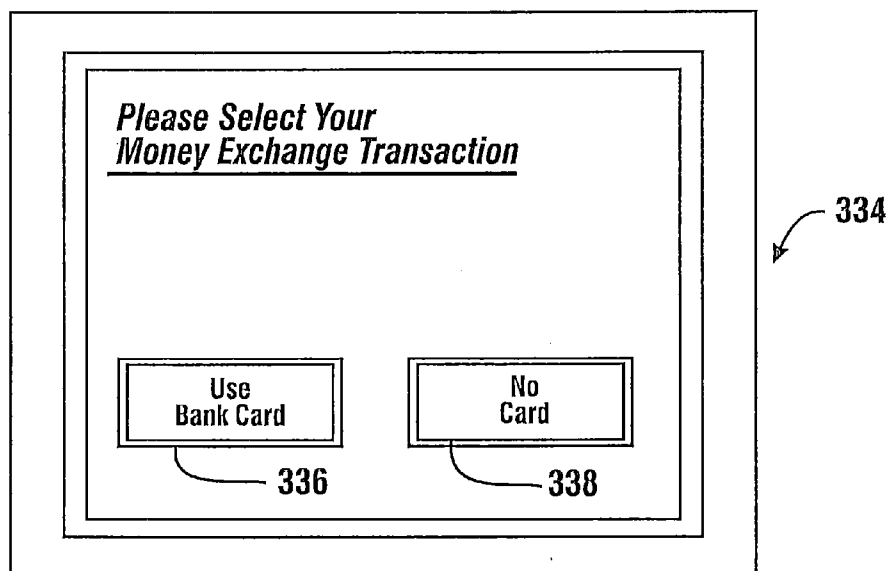 Please Select Your
Money Exchange Transaction
334
Use
Bank Card
No
Card
336
338